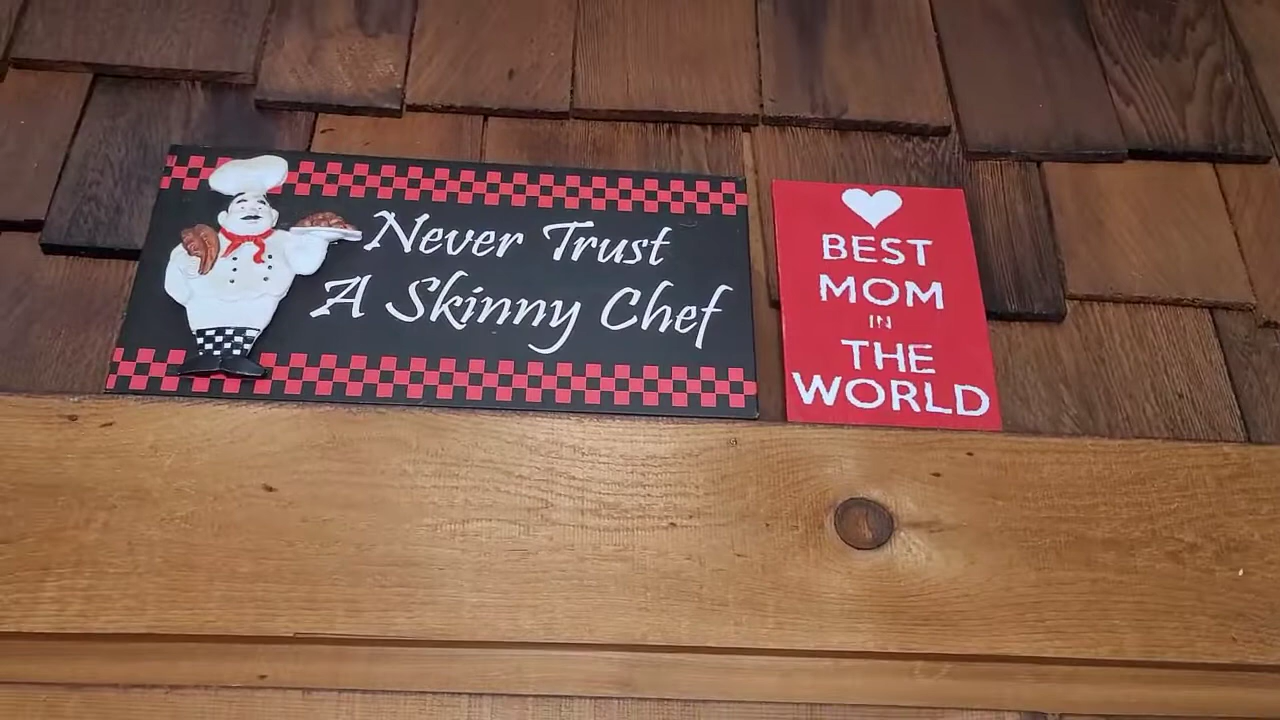 Never Trust
A Skinny Chef
BEST
MOM
IN
THE
WORLD